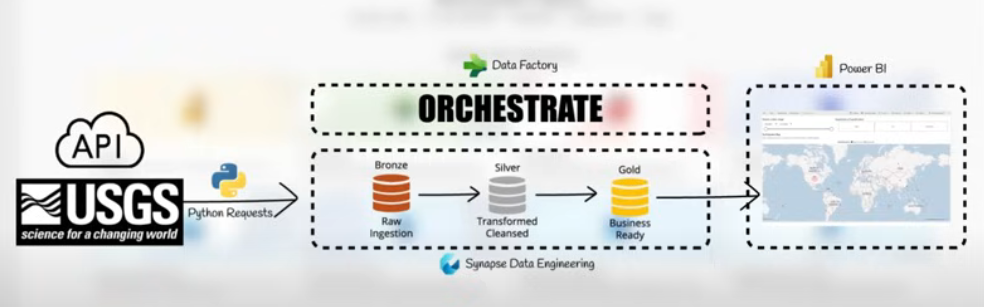 Data Factory
Power BI
ORCHESTRATE
API
USGS
science for a changing world
Python Requests
Bronze
Raw
Ingestion
Silver
Transformed
Cleansed
Gold
Business
Ready
Synapse Data Engineering